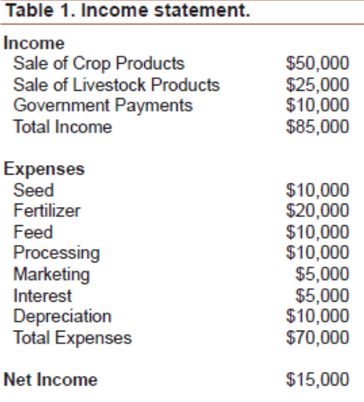 Table 1. Income statement.
Income
Sale of Crop Products $50,000
Sale of Livestock Products $25,000
Government Payments $10,000
Total Income $85,000
Expenses
Seed $10,000
Fertilizer $20,000
Feed $10,000
Processing $10,000
Marketing $5,000
Interest $5,000
Depreciation $10,000
Total Expenses $70,000
Net Income $15,000